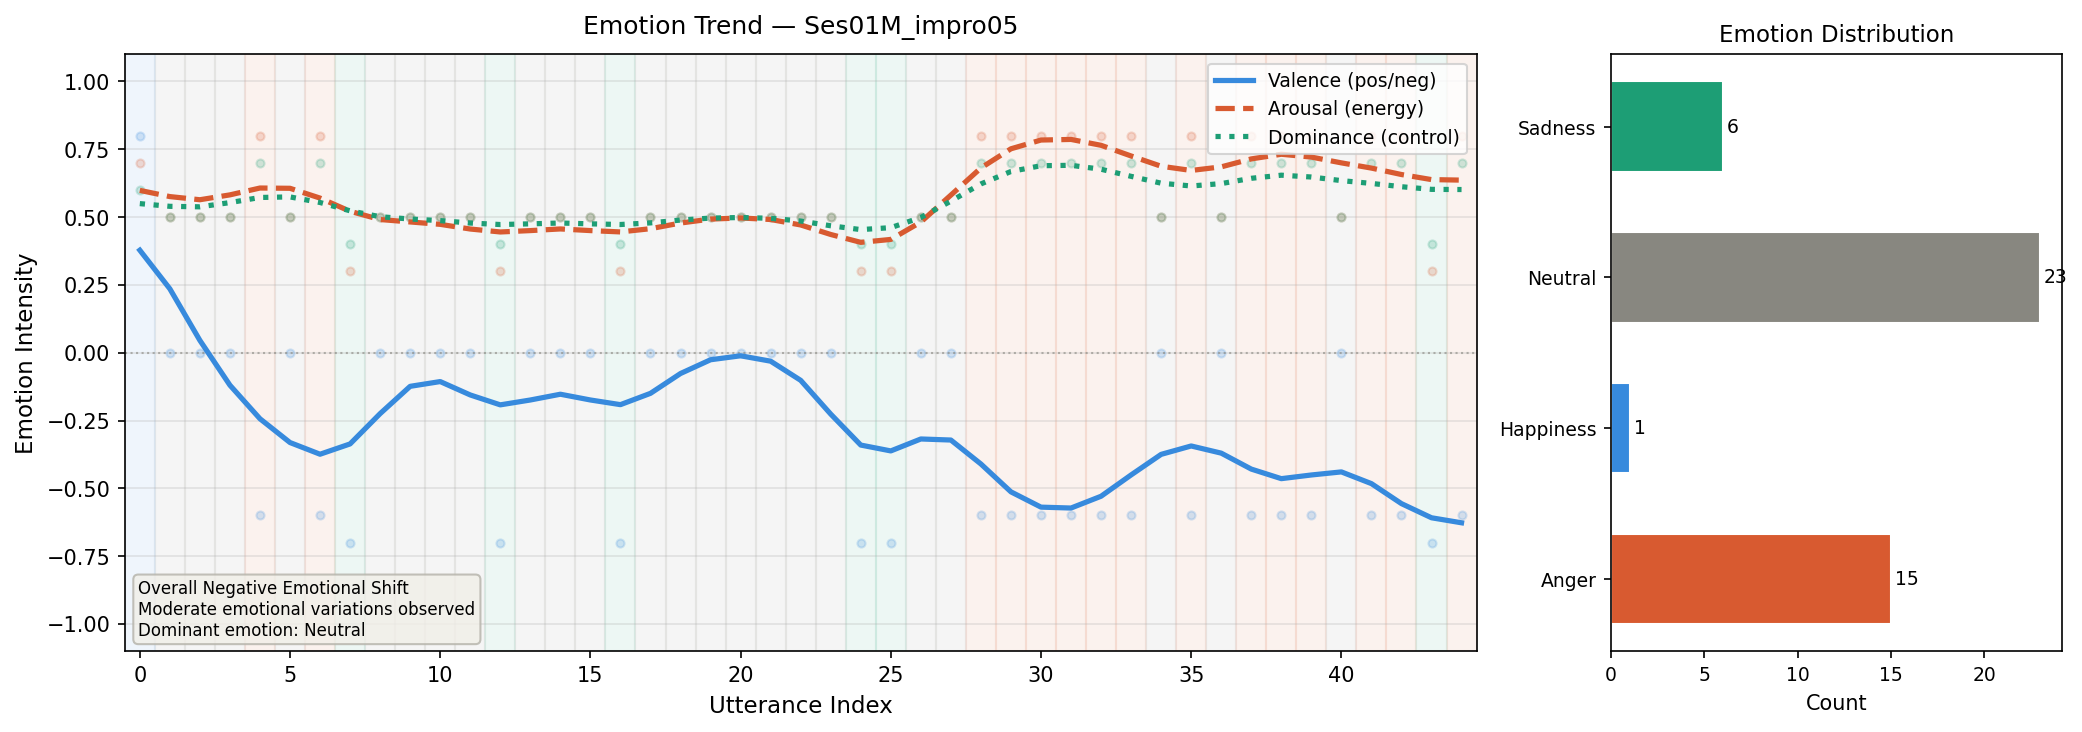 Emotion Trend — Ses01M_impro05
Emotion Intensity
1.00
0.75
0.50
0.25
0.00
−0.25
−0.50
−0.75
−1.00
Valence (pos/neg)
Arousal (energy)
Dominance (control)
Overall Negative Emotional Shift
Moderate emotional variations observed
Dominant emotion: Neutral
0 5 10 15 20 25 30 35 40
Utterance Index
Emotion Distribution
Sadness 6
Neutral 23
Happiness 1
Anger 15
0 5 10 15 20
Count